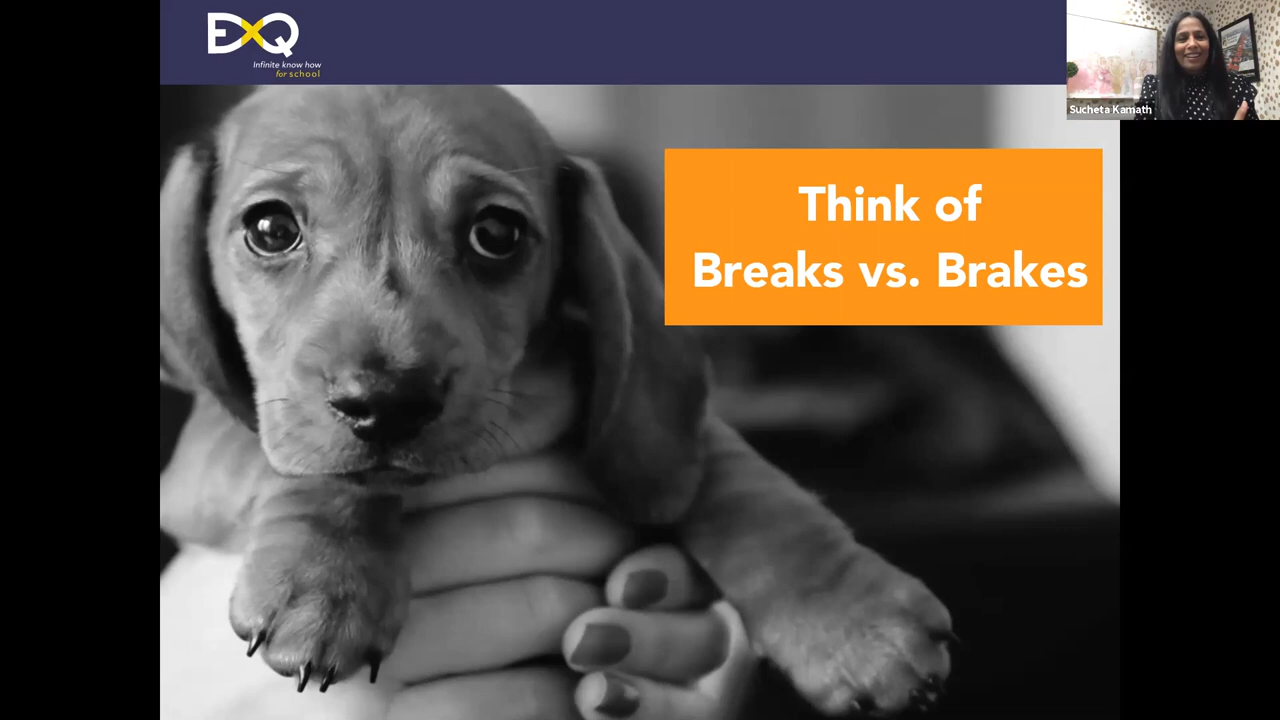 EXQ
Infinite know how
for school
Sucheta Kamath
Think of
Breaks vs. Brakes